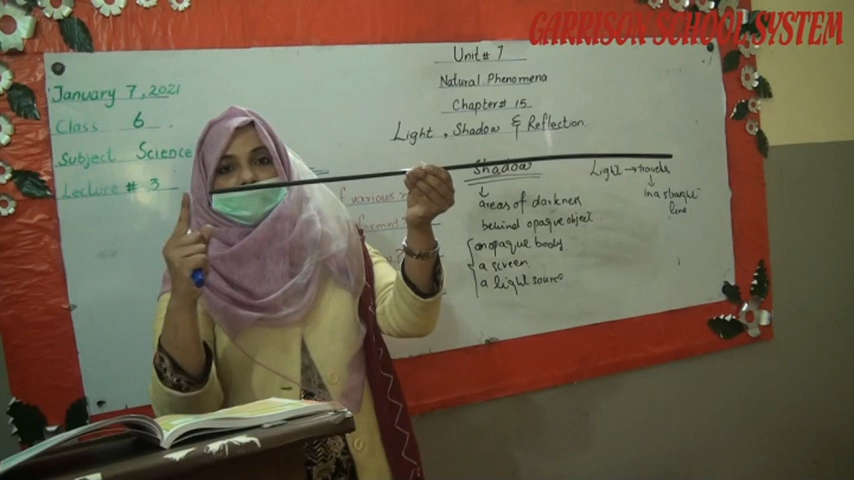 GARRISON SCHOOL SYSTEM
January 7, 2021
Class 6
Subject Science
Lecture # 3
Unit # 7
Natural Phenomena
Chapter # 15
Light, Shadow & Reflection
of various
Shadow
areas of darkness
behind opaque object
an opaque body
a screen
a light source
Light → travels
in a straight
line